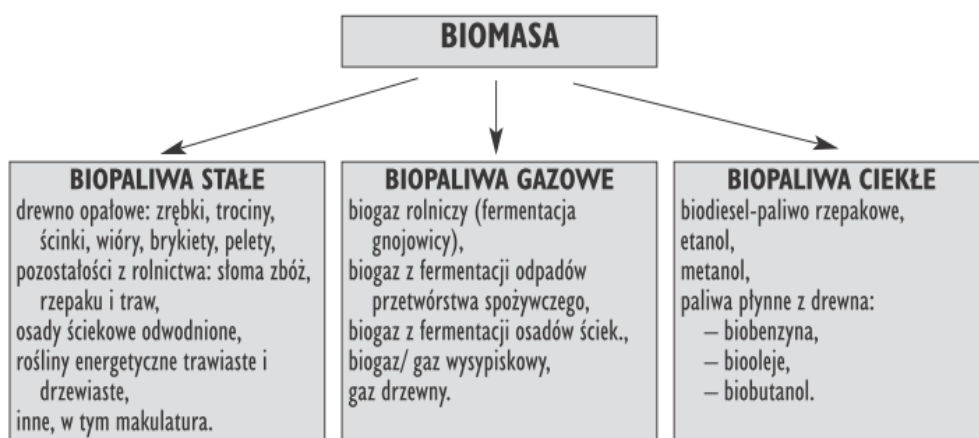 BIOMASA
BIOPALIWA STAŁE
drewno opałowe: zrębki, trociny,
ścinki, wióry, brykiety, pelety,
pozostałości z rolnictwa: słoma zbóż,
rzepaku i traw,
osady ściekowe odwodnione,
rośliny energetyczne trawiaste i
drzewiaste,
inne, w tym makulatura.
BIOPALIWA GAZOWE
biogaz rolniczy (fermentacja
gnojowicy),
biogaz z fermentacji odpadów
przetwórstwa spożywczego,
biogaz z fermentacji osadów ściek.,
biogaz/ gaz wysypiskowy,
gaz drzewny.
BIOPALIWA CIEKŁE
biodiesel-paliwo rzepakowe,
etanol,
metanol,
paliwa płynne z drewna:
– biobenzyna,
– biooleje,
– biobutanol.